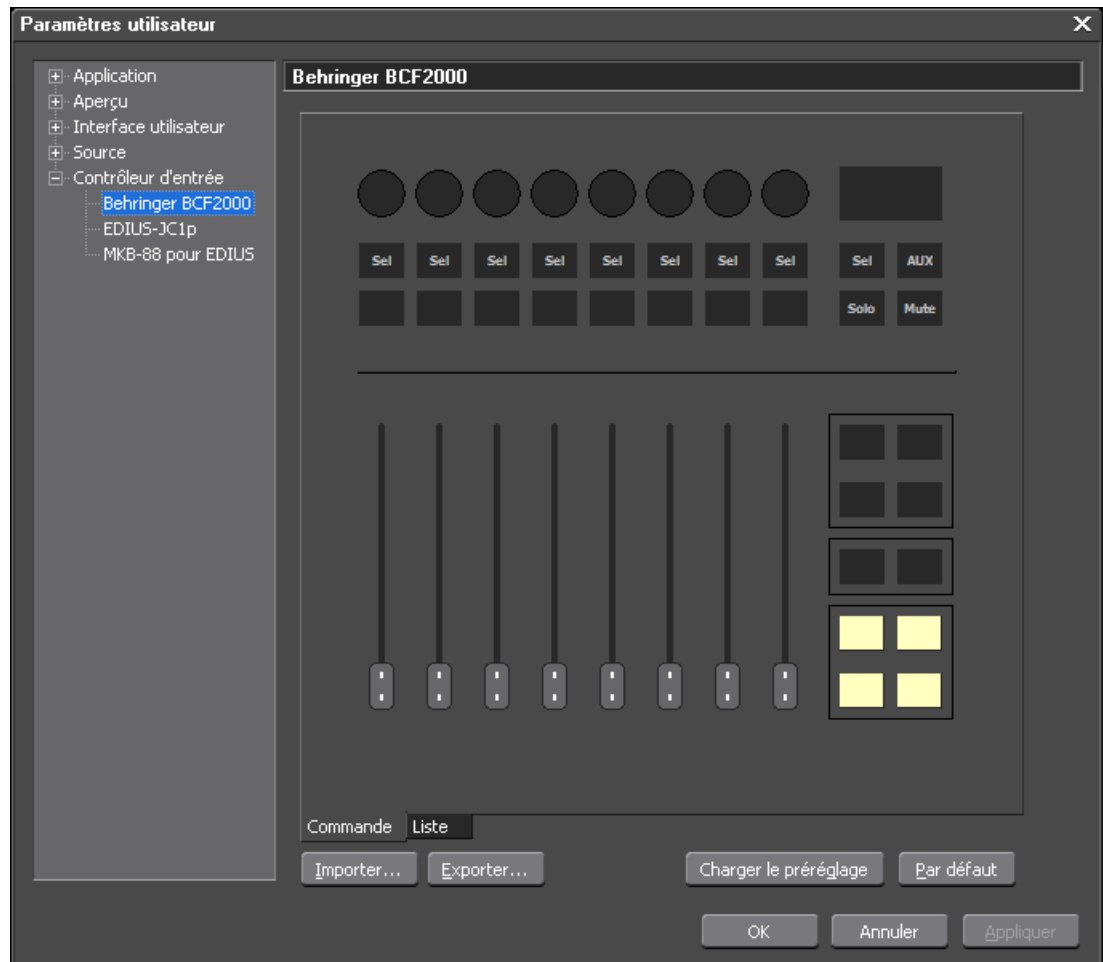 Paramètres utilisateur
Application
Aperçu
Interface utilisateur
Source
Contrôleur d'entrée
Behringer BCF2000
EDIUS-JC1p
MKB-88 pour EDIUS
Behringer BCF2000
Sel Sel Sel Sel Sel Sel Sel Sel Sel AUX
Solo Mute
Commande Liste
Importer... Exporter... Charger le préréglage Par défaut
OK Annuler Appliquer